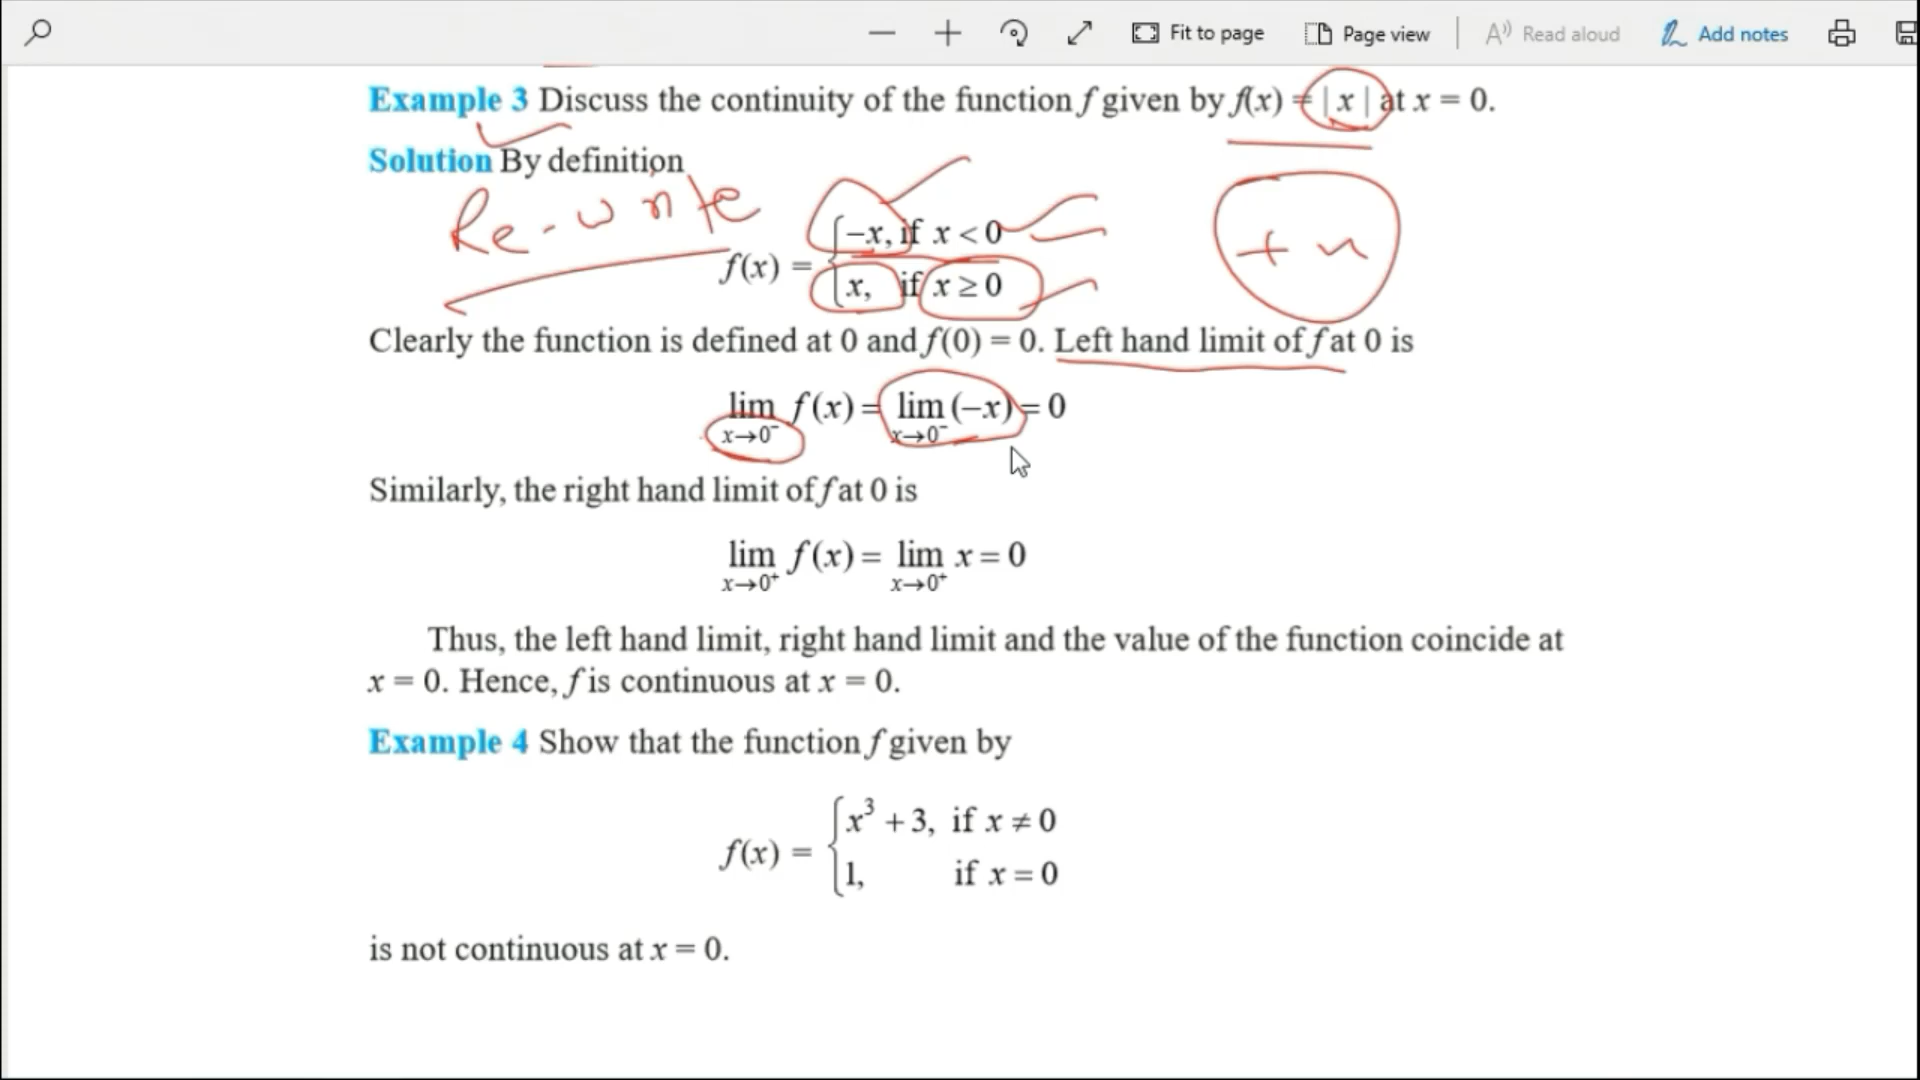 Fit to page Page view Read aloud Add notes
Example 3 Discuss the continuity of the function f given by f(x) = | x | at x = 0.
Solution By definition
Re-write
f(x) = {−x, if x < 0
x, if x ≥ 0
+ x
Clearly the function is defined at 0 and f(0) = 0. Left hand limit of f at 0 is
lim x→0⁻ f(x) = lim x→0⁻ (−x) = 0
Similarly, the right hand limit of f at 0 is
lim x→0⁺ f(x) = lim x→0⁺ x = 0
Thus, the left hand limit, right hand limit and the value of the function coincide at
x = 0. Hence, f is continuous at x = 0.
Example 4 Show that the function f given by
f(x) = {x³ + 3, if x ≠ 0
1, if x = 0
is not continuous at x = 0.